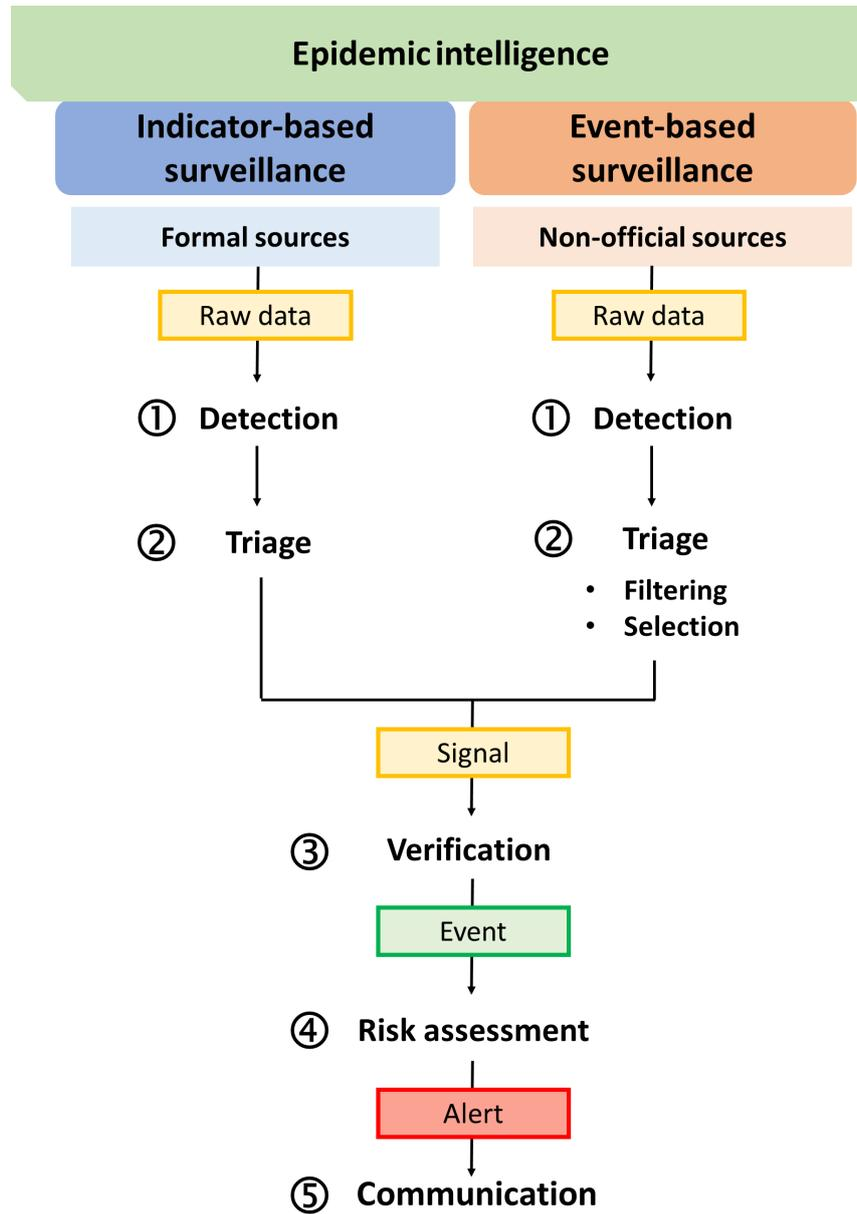 Epidemic intelligence
Indicator-based
surveillance
Event-based
surveillance
Formal sources
Non-official sources
Raw data
Raw data
① Detection
① Detection
② Triage
② Triage
• Filtering
• Selection
Signal
③ Verification
Event
④ Risk assessment
Alert
⑤ Communication